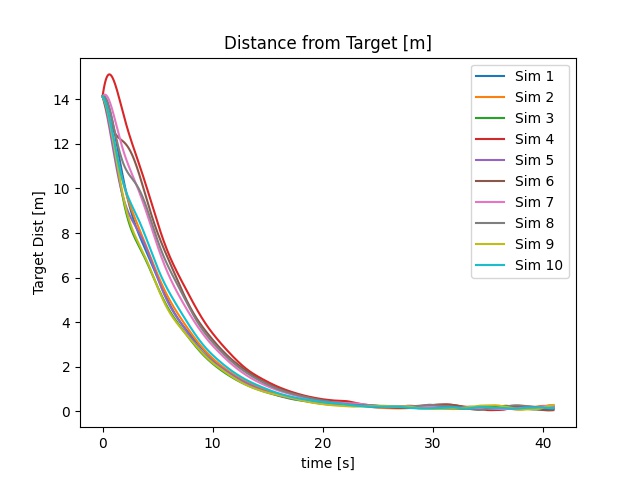 Distance from Target [m]
Target Dist [m]
14
12
10
8
6
4
2
0
0 10 20 30 40
time [s]
Sim 1
Sim 2
Sim 3
Sim 4
Sim 5
Sim 6
Sim 7
Sim 8
Sim 9
Sim 10